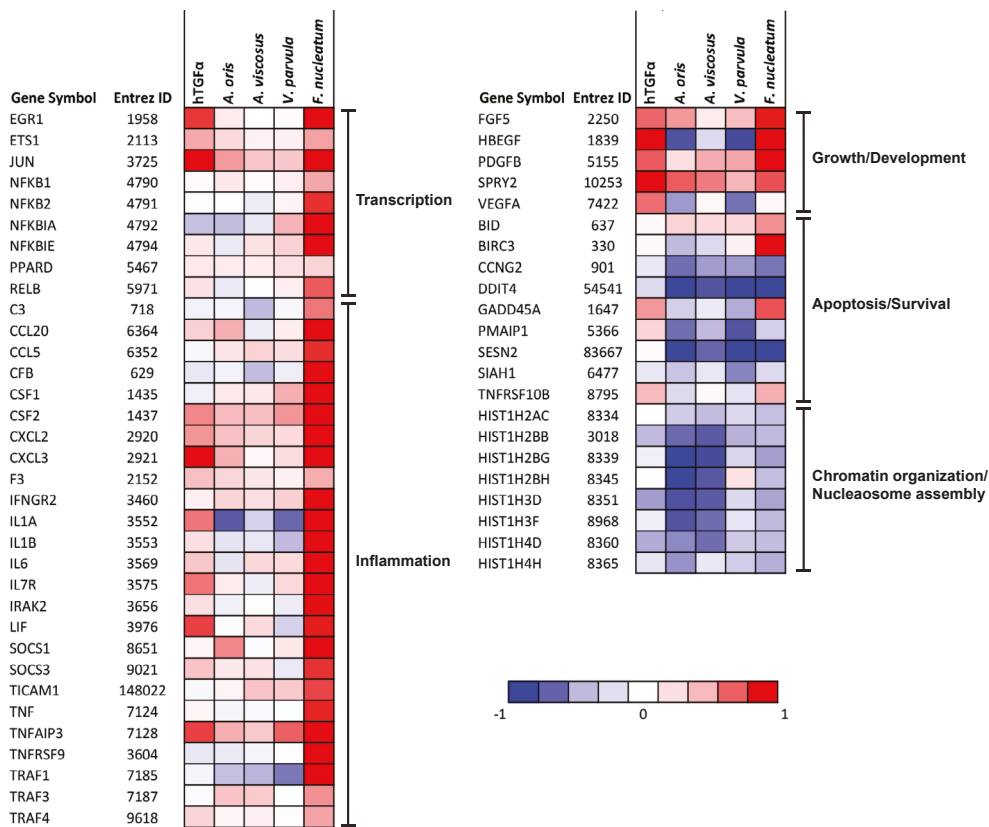 hTGFα A. oris A. viscosus V. parvula F. nucleatum
Gene Symbol Entrez ID
EGR1 1958
ETS1 2113
JUN 3725
NFKB1 4790
NFKB2 4791
NFKBIA 4792
NFKBIE 4794
PPARD 5467
RELB 5971
Transcription
C3 718
CCL20 6364
CCL5 6352
CFB 629
CSF1 1435
CSF2 1437
CXCL2 2920
CXCL3 2921
F3 2152
IFNGR2 3460
IL1A 3552
IL1B 3553
IL6 3569
IL7R 3575
IRAK2 3656
LIF 3976
SOCS1 8651
SOCS3 9021
TICAM1 148022
TNF 7124
TNFAIP3 7128
TNFRSF9 3604
TRAF1 7185
TRAF3 7187
TRAF4 9618
Inflammation
hTGFα A. oris A. viscosus V. parvula F. nucleatum
Gene Symbol Entrez ID
FGF5 2250
HBEGF 1839
PDGFB 5155
SPRY2 10253
VEGFA 7422
Growth/Development
BID 637
BIRC3 330
CCNG2 901
DDIT4 54541
GADD45A 1647
PMAIP1 5366
SESN2 83667
SIAH1 6477
TNFRSF10B 8795
Apoptosis/Survival
HIST1H2AC 8334
HIST1H2BB 3018
HIST1H2BG 8339
HIST1H2BH 8345
HIST1H3D 8351
HIST1H3F 8968
HIST1H4D 8360
HIST1H4H 8365
Chromatin organization/
Nucleaosome assembly
-1 0 1